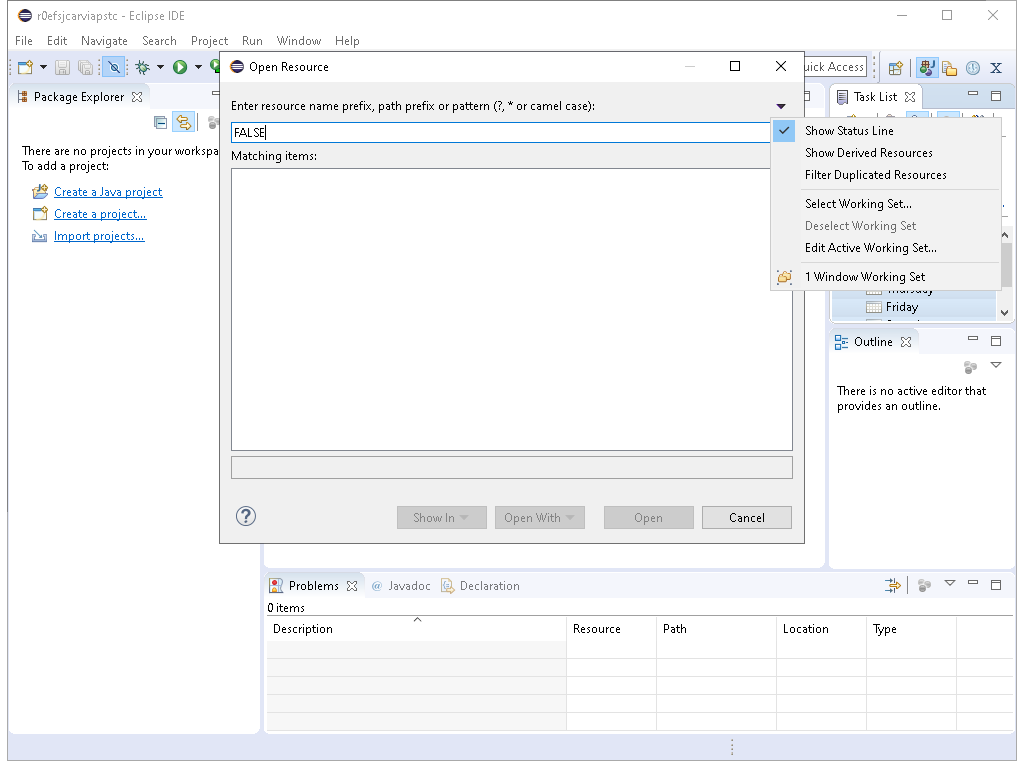 r0efsjcarviapstc - Eclipse IDE
File Edit Navigate Search Project Run Window Help
Open Resource
uick Access
Package Explorer
Task List
Enter resource name prefix, path prefix or pattern (?, * or camel case):
FALSE
Matching items:
There are no projects in your workspa
To add a project:
Create a Java project
Create a project...
Import projects...
Show Status Line
Show Derived Resources
Filter Duplicated Resources
Select Working Set...
Deselect Working Set
Edit Active Working Set...
1 Window Working Set
Thursday
Friday
Outline
There is no active editor that
provides an outline.
Show In Open With Open Cancel
Problems @ Javadoc Declaration
0 items
Description Resource Path Location Type